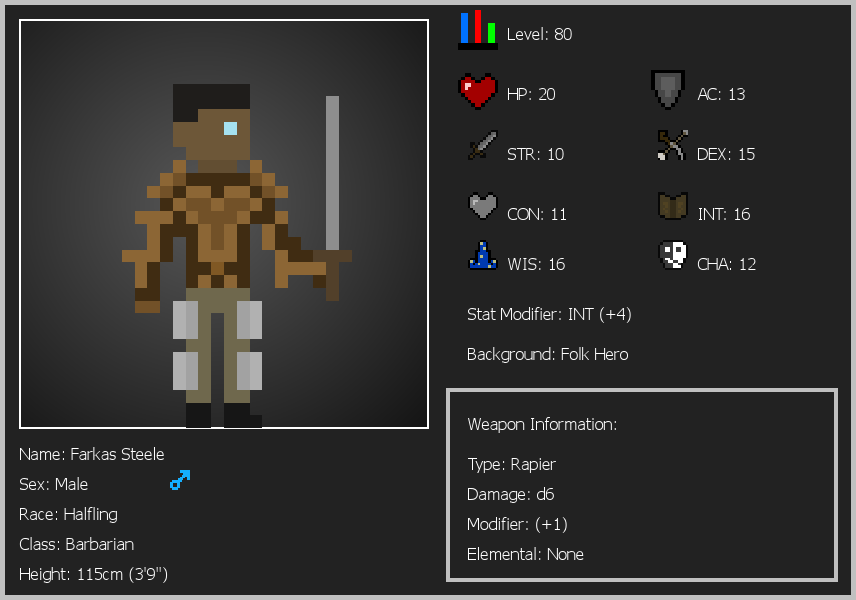 Level: 80
HP: 20
AC: 13
STR: 10
DEX: 15
CON: 11
INT: 16
WIS: 16
CHA: 12
Stat Modifier: INT (+4)
Background: Folk Hero
Weapon Information:
Type: Rapier
Damage: d6
Modifier: (+1)
Elemental: None
Name: Farkas Steele
Sex: Male
Race: Halfling
Class: Barbarian
Height: 115cm (3'9")